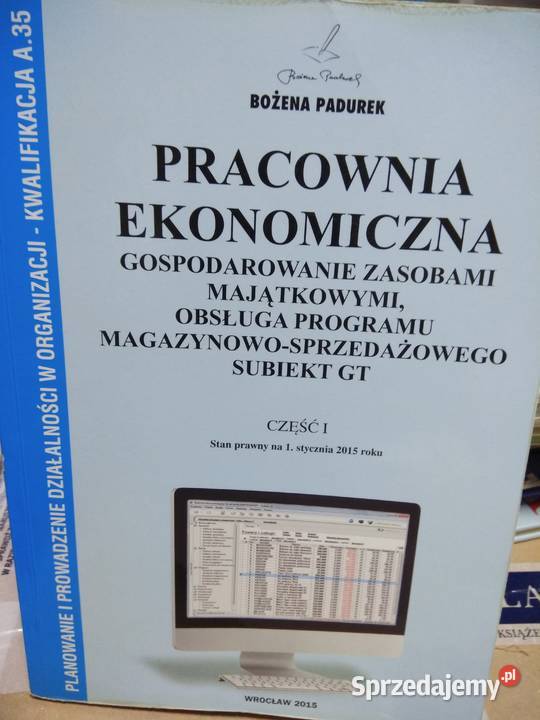 PLANOWANIE I PROWADZENIE DZIAŁALNOŚCI W ORGANIZACJI - KWALIFIKACJA A.35
BOŻENA PADUREK
PRACOWNIA
EKONOMICZNA
GOSPODAROWANIE ZASOBAMI
MAJĄTKOWYMI,
OBSŁUGA PROGRAMU
MAGAZYNOWO-SPRZEDAŻOWEGO
SUBIEKT GT
CZĘŚĆ I
Stan prawny na 1. stycznia 2015 roku
WROCŁAW 2015
Sprzedajemy.pl